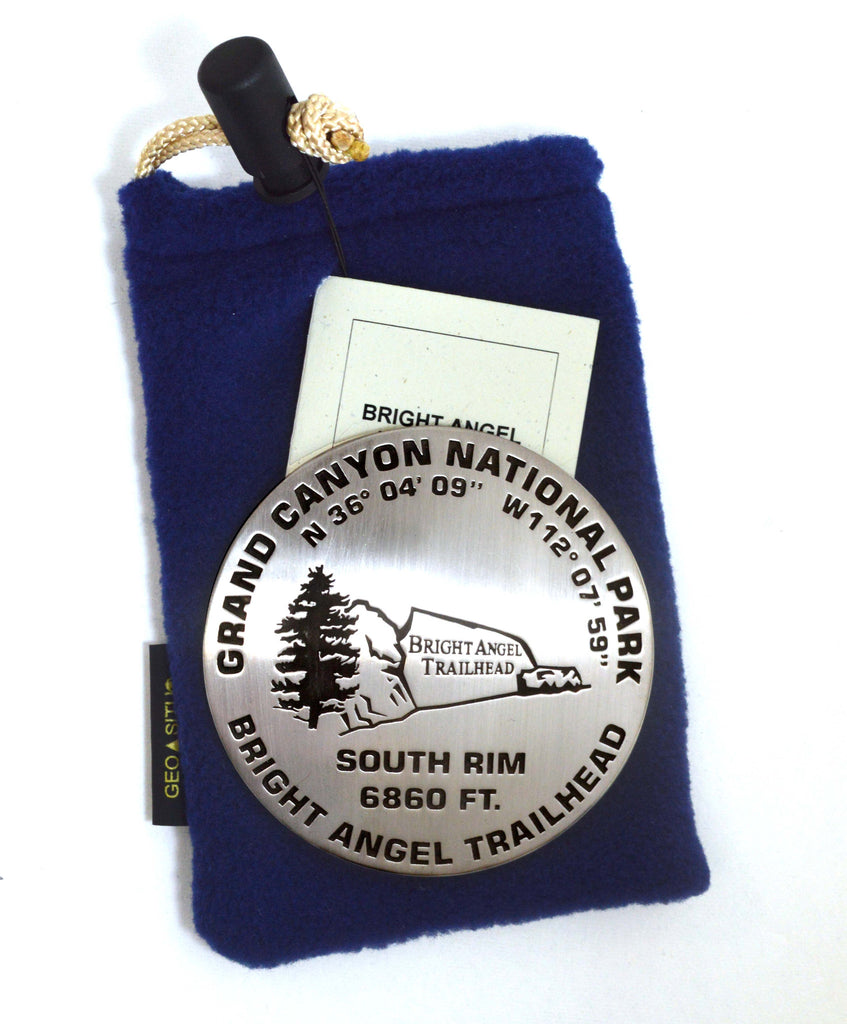 BRIGHT ANGEL
GRAND CANYON NATIONAL PARK
N 36° 04' 09" W112° 07' 59"
BRIGHT ANGEL
TRAILHEAD
SOUTH RIM
6860 FT.
BRIGHT ANGEL TRAILHEAD
GEO▲SITU